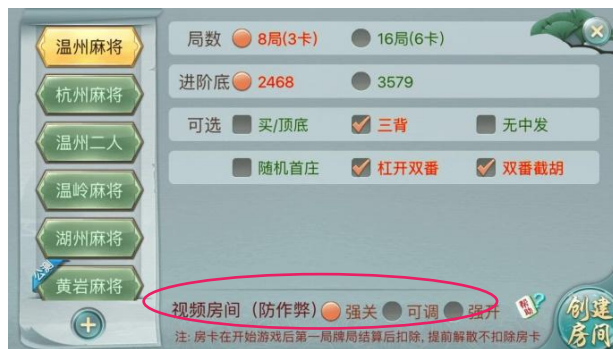 温州麻将
杭州麻将
温州二人
温岭麻将
湖州麻将
公测
黄岩麻将
局数 8局(3卡) 16局(6卡)
进阶底 2468 3579
可选 买/顶底 三背 无中发
随机首庄 杠开双番 双番截胡
视频房间（防作弊） 强关 可调 强开
帮助
注: 房卡在开始游戏后第一局牌局结算后扣除, 提前解散不扣除房卡
创建
房间